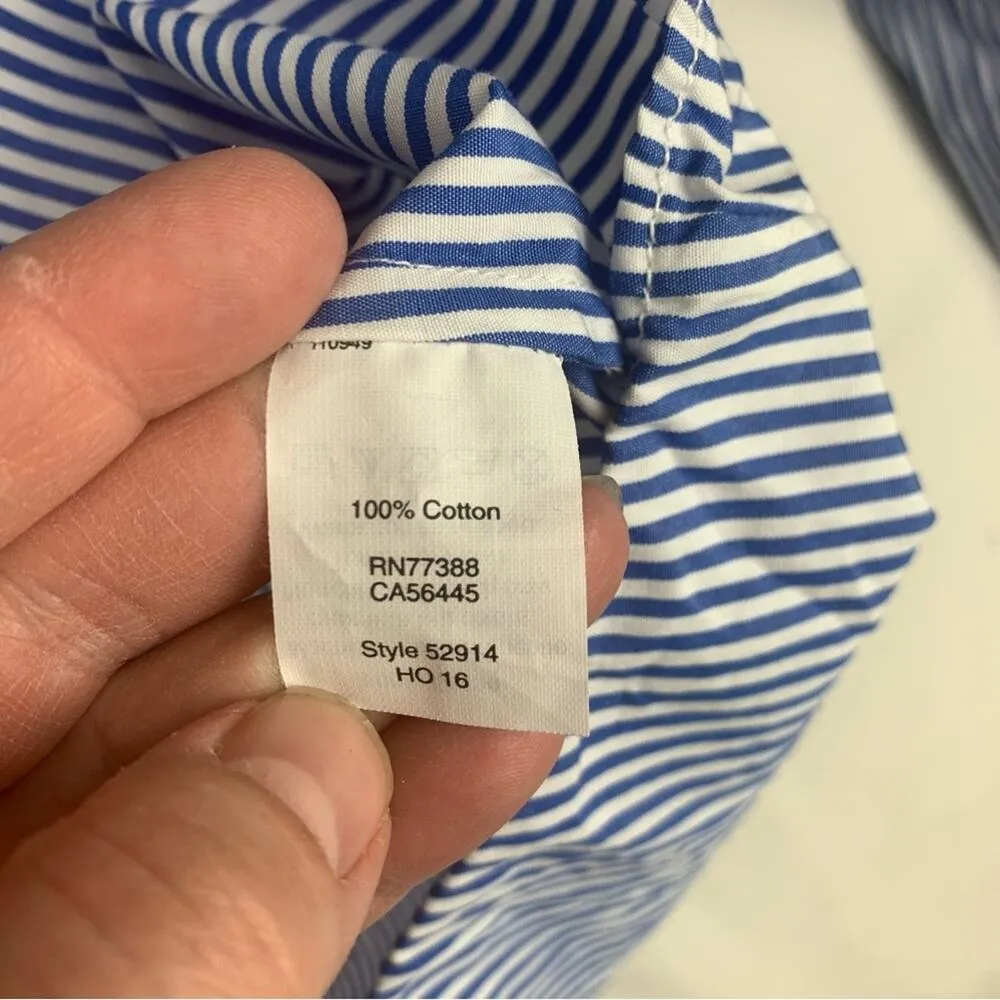 100% Cotton
RN77388
CA56445
Style 52914
HO 16